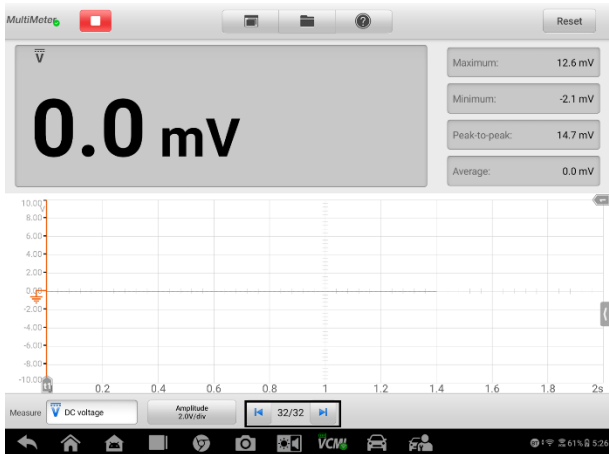 MultiMeter
Reset
V
0.0 mV
Maximum: 12.6 mV
Minimum: -2.1 mV
Peak-to-peak: 14.7 mV
Average: 0.0 mV
10.00
V
8.00
6.00
4.00
2.00
0.00
-2.00
-4.00
-6.00
-8.00
-10.00
0.2 0.4 0.6 0.8 1 1.2 1.4 1.6 1.8 2s
Measure V DC voltage
Amplitude
2.0V/div
32/32
VCMI
61% 5:26